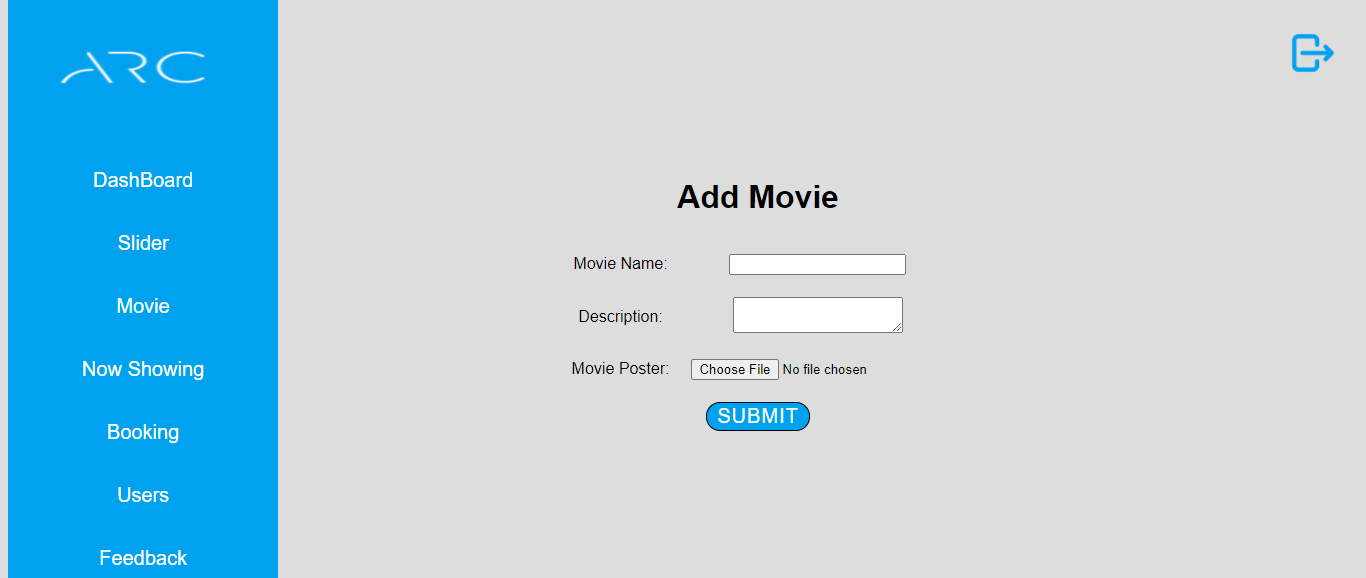 ARC
DashBoard
Slider
Movie
Now Showing
Booking
Users
Feedback
Add Movie
Movie Name:
Description:
Movie Poster: Choose File No file chosen
SUBMIT